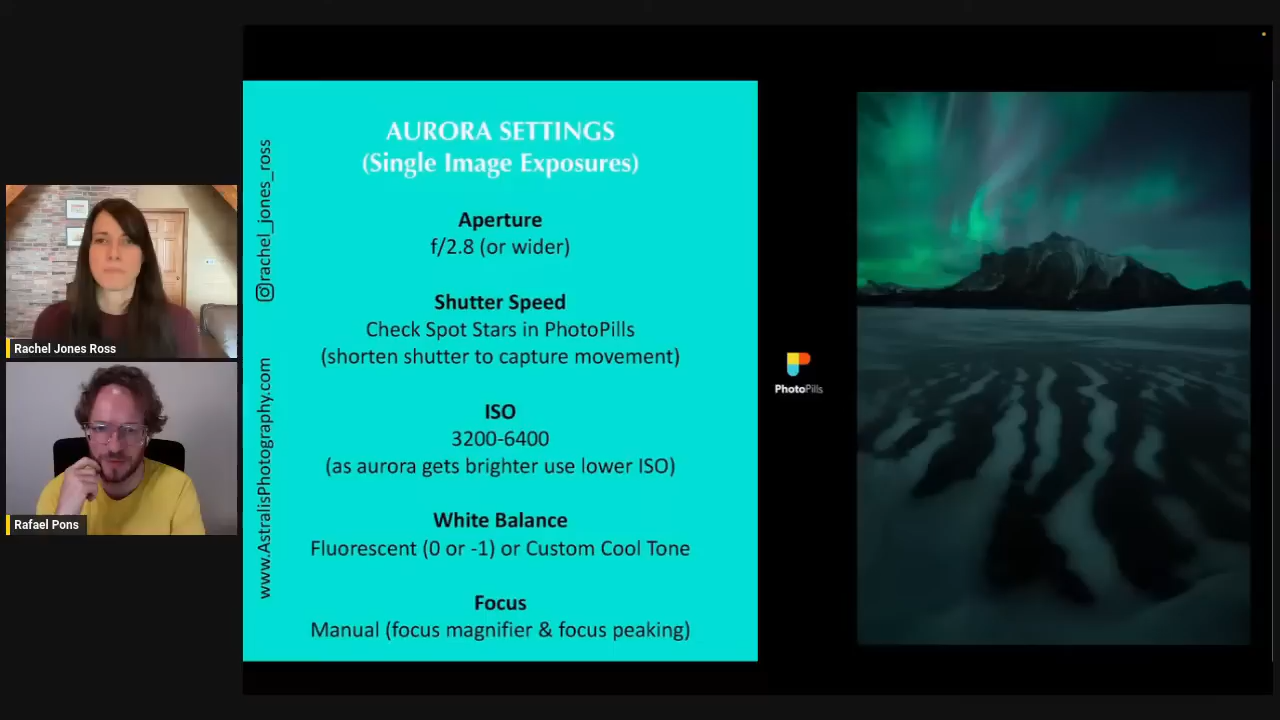 Rachel Jones Ross
Rafael Pons
rachel_jones_ross
www.AstralisPhotography.com
AURORA SETTINGS
(Single Image Exposures)
Aperture
f/2.8 (or wider)
Shutter Speed
Check Spot Stars in PhotoPills
(shorten shutter to capture movement)
ISO
3200-6400
(as aurora gets brighter use lower ISO)
White Balance
Fluorescent (0 or -1) or Custom Cool Tone
Focus
Manual (focus magnifier & focus peaking)
PhotoPills